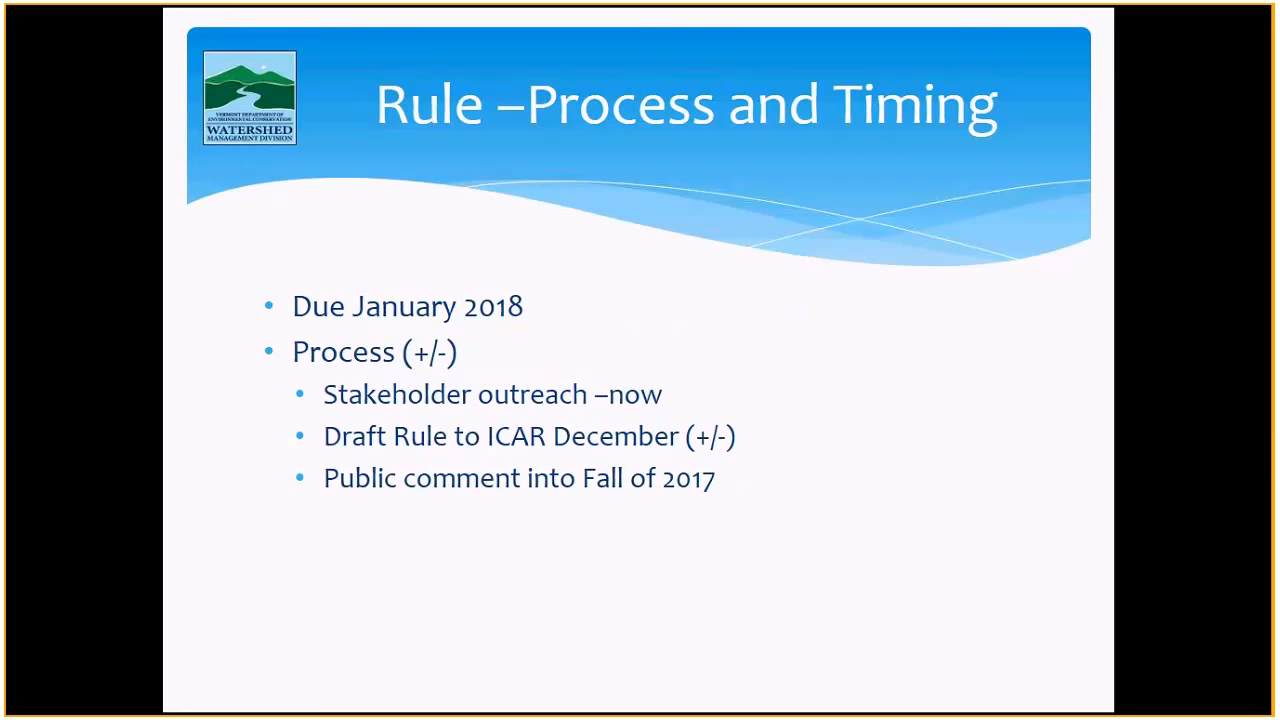 VERMONT DEPARTMENT OF
ENVIRONMENTAL CONSERVATION
WATERSHED
MANAGEMENT DIVISION
Rule –Process and Timing
• Due January 2018
• Process (+/-)
• Stakeholder outreach –now
• Draft Rule to ICAR December (+/-)
• Public comment into Fall of 2017